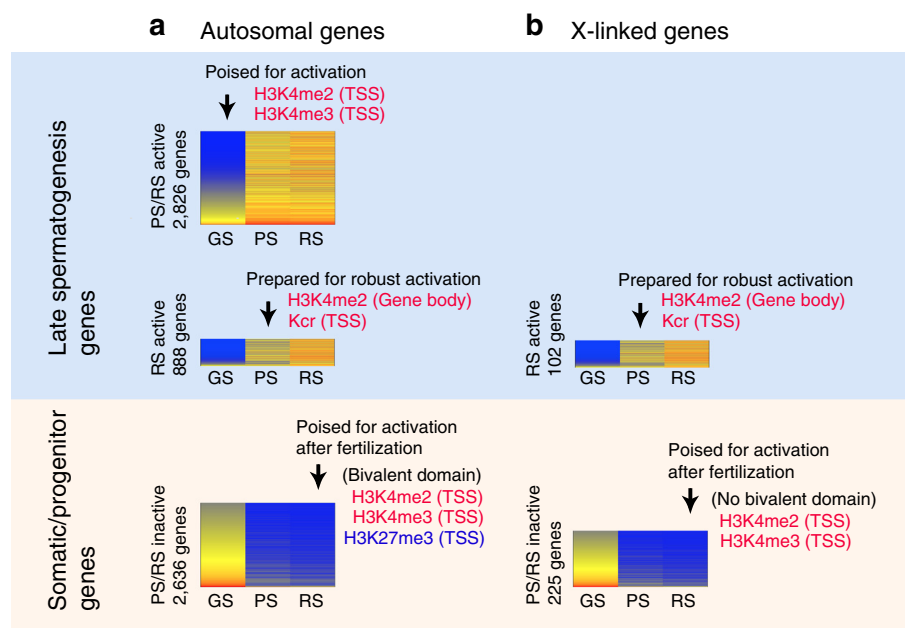 a Autosomal genes
b X-linked genes
Late spermatogenesis
genes
Poised for activation
H3K4me2 (TSS)
H3K4me3 (TSS)
PS/RS active
2,826 genes
GS PS RS
Prepared for robust activation
H3K4me2 (Gene body)
Kcr (TSS)
RS active
888 genes
GS PS RS
Prepared for robust activation
H3K4me2 (Gene body)
Kcr (TSS)
RS active
102 genes
GS PS RS
Somatic/progenitor
genes
Poised for activation
after fertilization
(Bivalent domain)
H3K4me2 (TSS)
H3K4me3 (TSS)
H3K27me3 (TSS)
PS/RS inactive
2,636 genes
GS PS RS
Poised for activation
after fertilization
(No bivalent domain)
H3K4me2 (TSS)
H3K4me3 (TSS)
PS/RS inactive
225 genes
GS PS RS